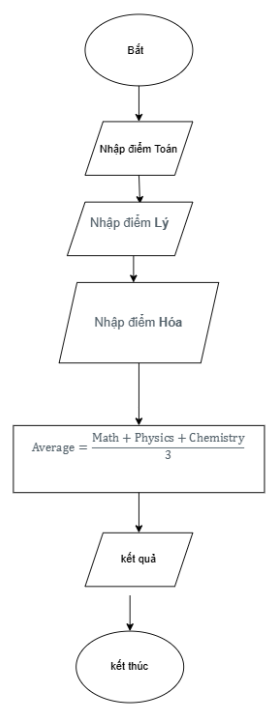 Bắt
Nhập điểm Toán
Nhập điểm Lý
Nhập điểm Hóa
Average = (Math + Physics + Chemistry) / 3
kết quả
kết thúc